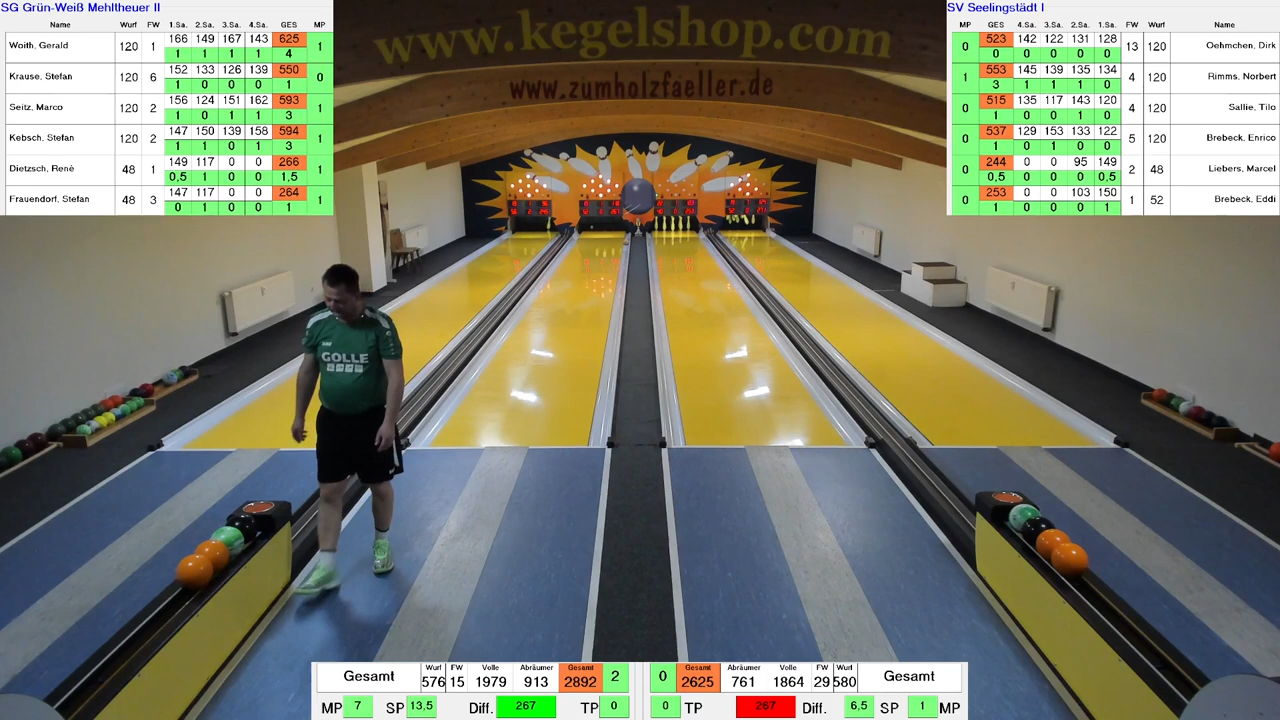 SG Grün-Weiß Mehltheuer II
Name Wurf FW 1.Sa. 2.Sa. 3.Sa. 4.Sa. GES MP
Woith, Gerald 120 1 166 149 167 143 625 1
1 1 1 1 4
Krause, Stefan 120 6 152 133 126 139 550 0
1 0 0 0 1
Seitz, Marco 120 2 156 124 151 162 593 1
1 0 1 1 3
Kebsch, Stefan 120 2 147 150 139 158 594 1
1 1 0 1 3
Dietzsch, Renè 48 1 149 117 0 0 266 1
0,5 1 0 0 1,5
Frauendorf, Stefan 48 3 147 117 0 0 264 1
0 1 0 0 1
www.kegelshop.com
www.zumholzfaeller.de
SV Seelingstädt I
MP GES 4.Sa. 3.Sa. 2.Sa. 1.Sa. FW Wurf Name
0 523 142 122 131 128 13 120 Oehmchen, Dirk
0 0 0 0 0
1 553 145 139 135 134 4 120 Rimms, Norbert
3 1 1 1 0
0 515 135 117 143 120 4 120 Sallie, Tilo
1 0 0 1 0
0 537 129 153 133 122 5 120 Brebeck, Enrico
1 0 1 0 0
0 244 0 0 95 149 2 48 Liebers, Marcel
0,5 0 0 0 0,5
0 253 0 0 103 150 1 52 Brebeck, Eddi
1 0 0 0 1
GOLLE
Gesamt Wurf 576 FW 15 Volle 1979 Abräumer 913 Gesamt 2892 2
MP 7 SP 13,5 Diff. 267 TP 0
0 Gesamt 2625 Abräumer 761 Volle 1864 FW 29 Wurf 580 Gesamt
0 TP 267 Diff. 6,5 SP 1 MP